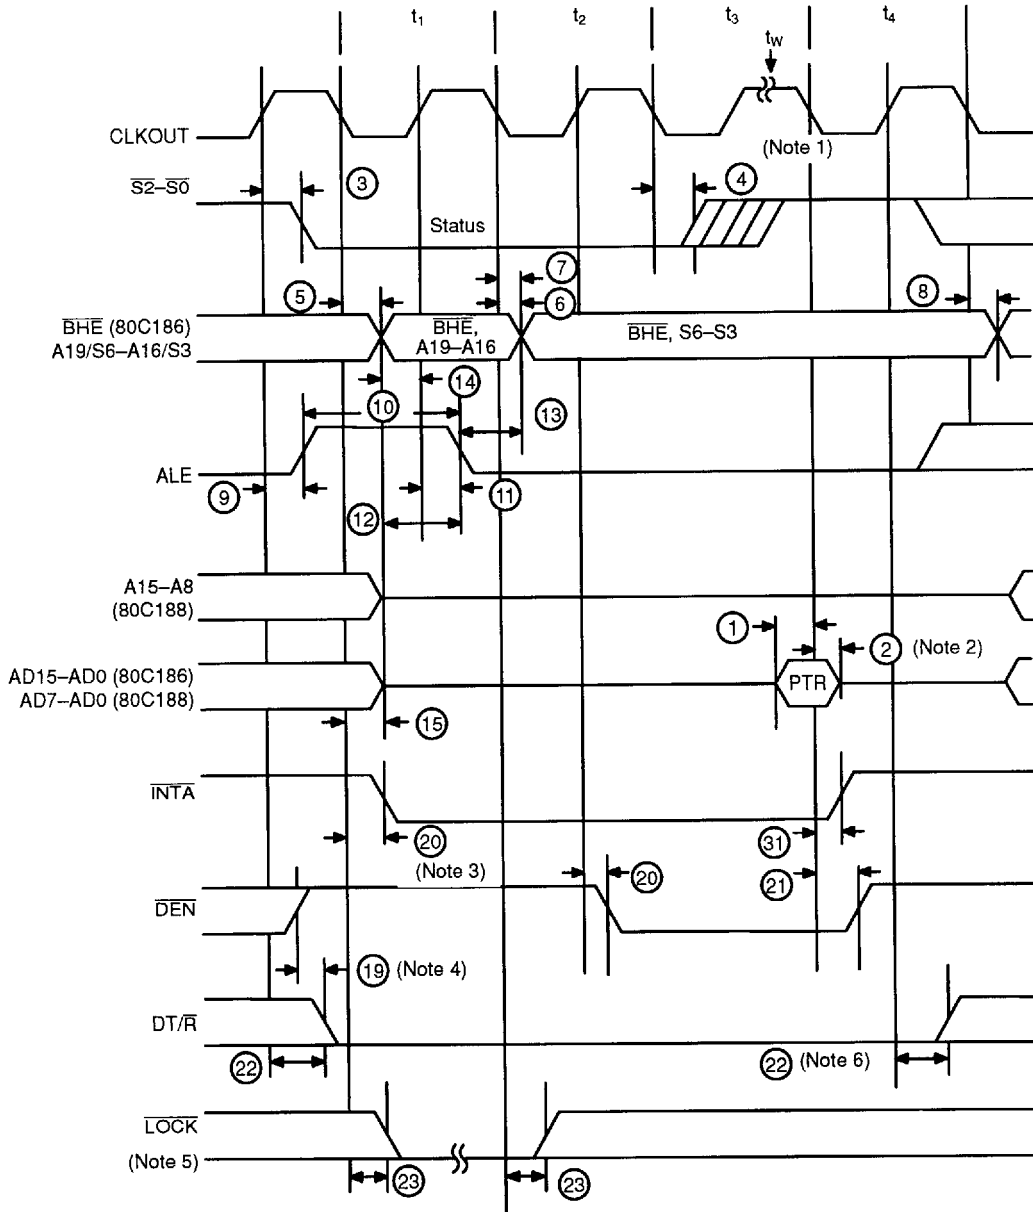 t1 t2 t3 t4
tW
CLKOUT
(Note 1)
S2–S0
3
4
Status
7
5
6
8
BHE (80C186)
A19/S6–A16/S3
BHE,
A19–A16
BHE, S6–S3
14
10
13
ALE
9
11
12
A15–A8
(80C188)
1
2 (Note 2)
AD15–AD0 (80C186)
AD7–AD0 (80C188)
PTR
15
INTA
20
31
(Note 3)
20
21
DEN
19 (Note 4)
DT/R
22
22 (Note 6)
LOCK
(Note 5)
23
23